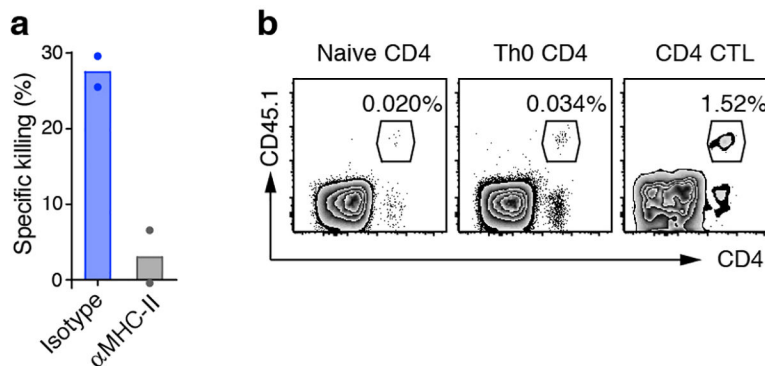 a
Specific killing (%)
30
20
10
0
Isotype
αMHC-II
b
Naive CD4
Th0 CD4
CD4 CTL
0.020%
0.034%
1.52%
CD45.1
CD4